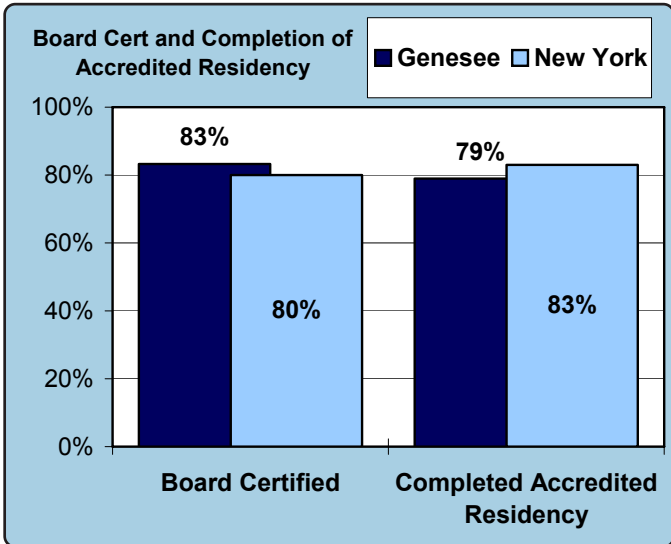 Board Cert and Completion of
Accredited Residency
Genesee
New York
100%
80%
60%
40%
20%
0%
83%
80%
79%
83%
Board Certified
Completed Accredited
Residency